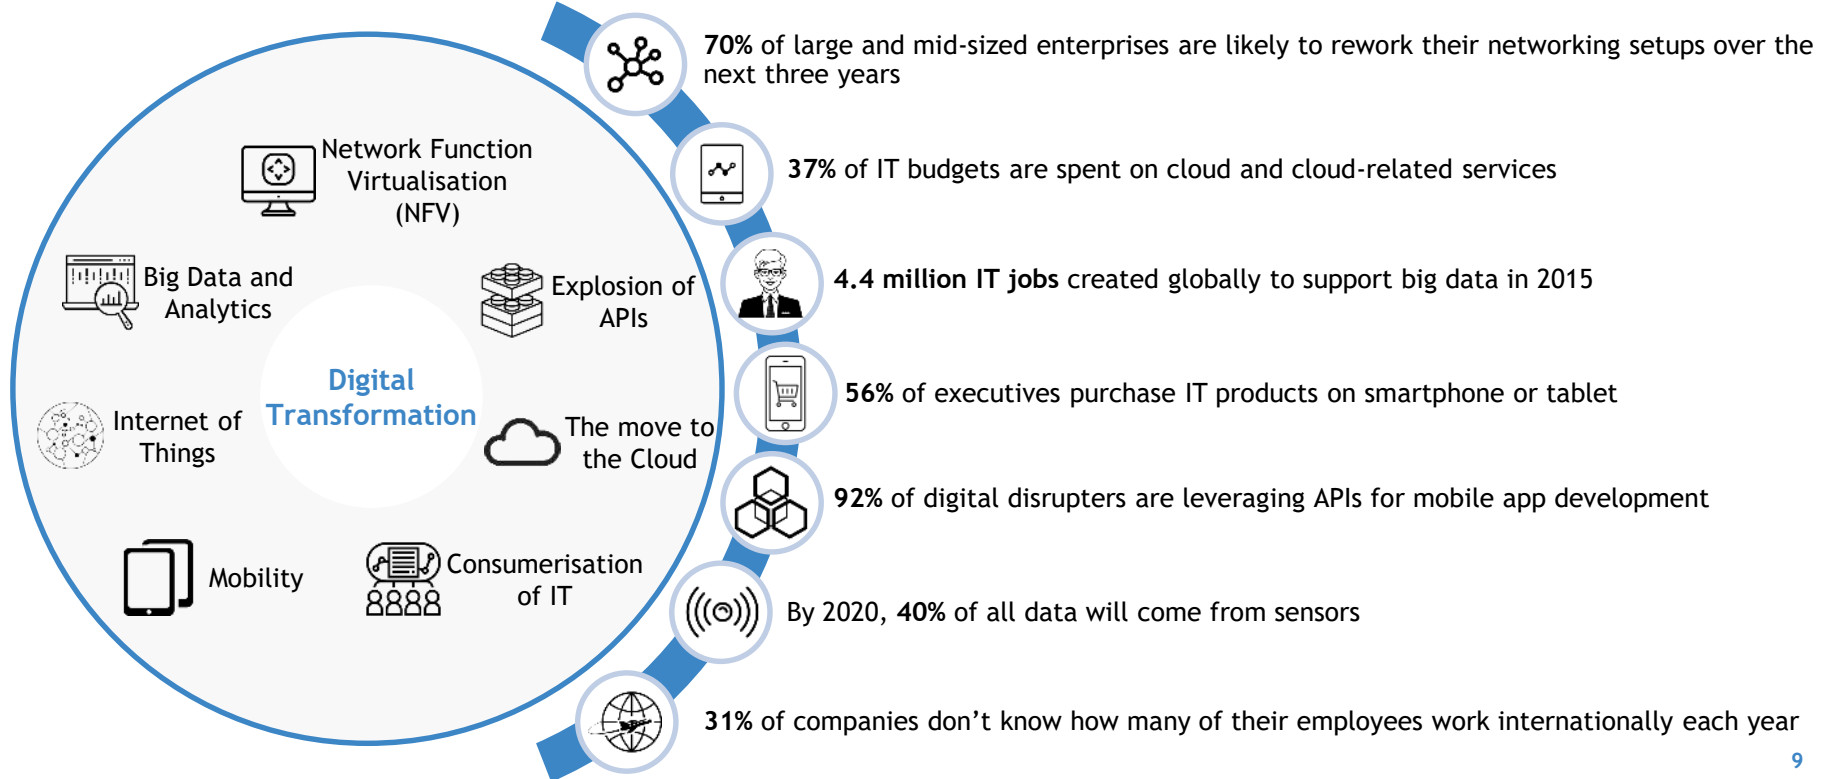 Network Function
Virtualisation
(NFV)
Big Data and
Analytics
Explosion of
APIs
Digital
Transformation
Internet of
Things
The move to
the Cloud
Mobility
Consumerisation
of IT
70% of large and mid-sized enterprises are likely to rework their networking setups over the
next three years
37% of IT budgets are spent on cloud and cloud-related services
4.4 million IT jobs created globally to support big data in 2015
56% of executives purchase IT products on smartphone or tablet
92% of digital disrupters are leveraging APIs for mobile app development
By 2020, 40% of all data will come from sensors
31% of companies don’t know how many of their employees work internationally each year
9